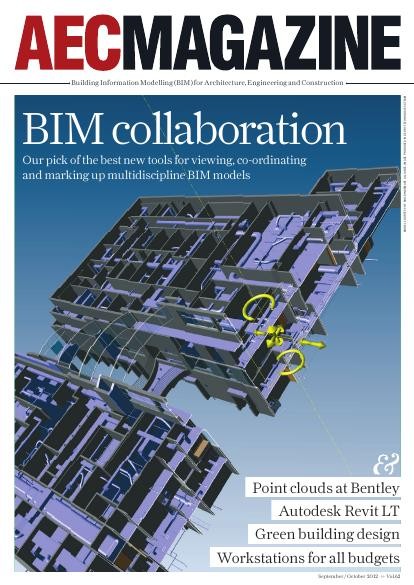 AECMAGAZINE
Building Information Modelling (BIM) for Architecture, Engineering and Construction
BIM collaboration
Our pick of the best new tools for viewing, co-ordinating
and marking up multidiscipline BIM models
&
Point clouds at Bentley
Autodesk Revit LT
Green building design
Workstations for all budgets
September / October 2012 >> Vol.62